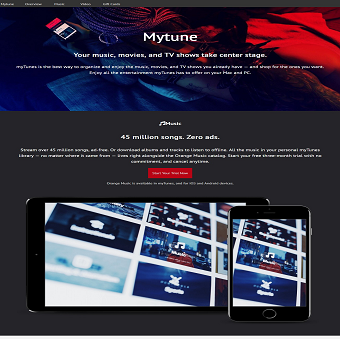 Mytune Overview Music Video Gift Cards
Mytune
Your music, movies, and TV shows take center stage.
myTunes is the best way to organize and enjoy the music, movies, and TV shows you already have — and shop for the ones you want.
Enjoy all the entertainment myTunes has to offer on your Mac and PC.
Music
45 million songs. Zero ads.
Stream over 45 million songs, ad-free. Or download albums and tracks to listen to offline. All the music in your personal myTunes
library — no matter where is came from — lives right alongside the Orange Music catalog. Start your free three-month trial with no
commitment, and cancel anytime.
Start Your Trial Now
Orange Music is available in myTunes, and for iOS and Android devices.
Music